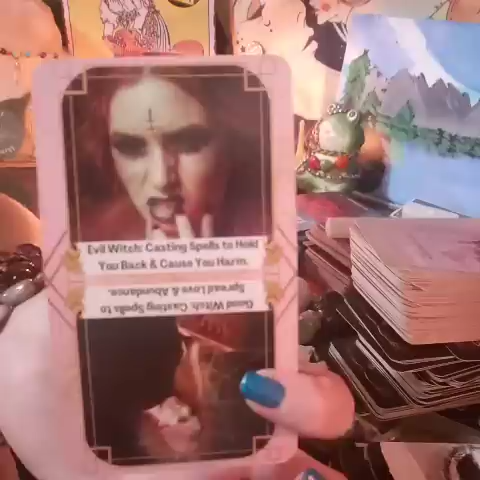 Evil Witch: Casting Spells to Hold
You Back & Cause You Harm.
Good Witch: Casting Spells to
Spread Love & Abundance.